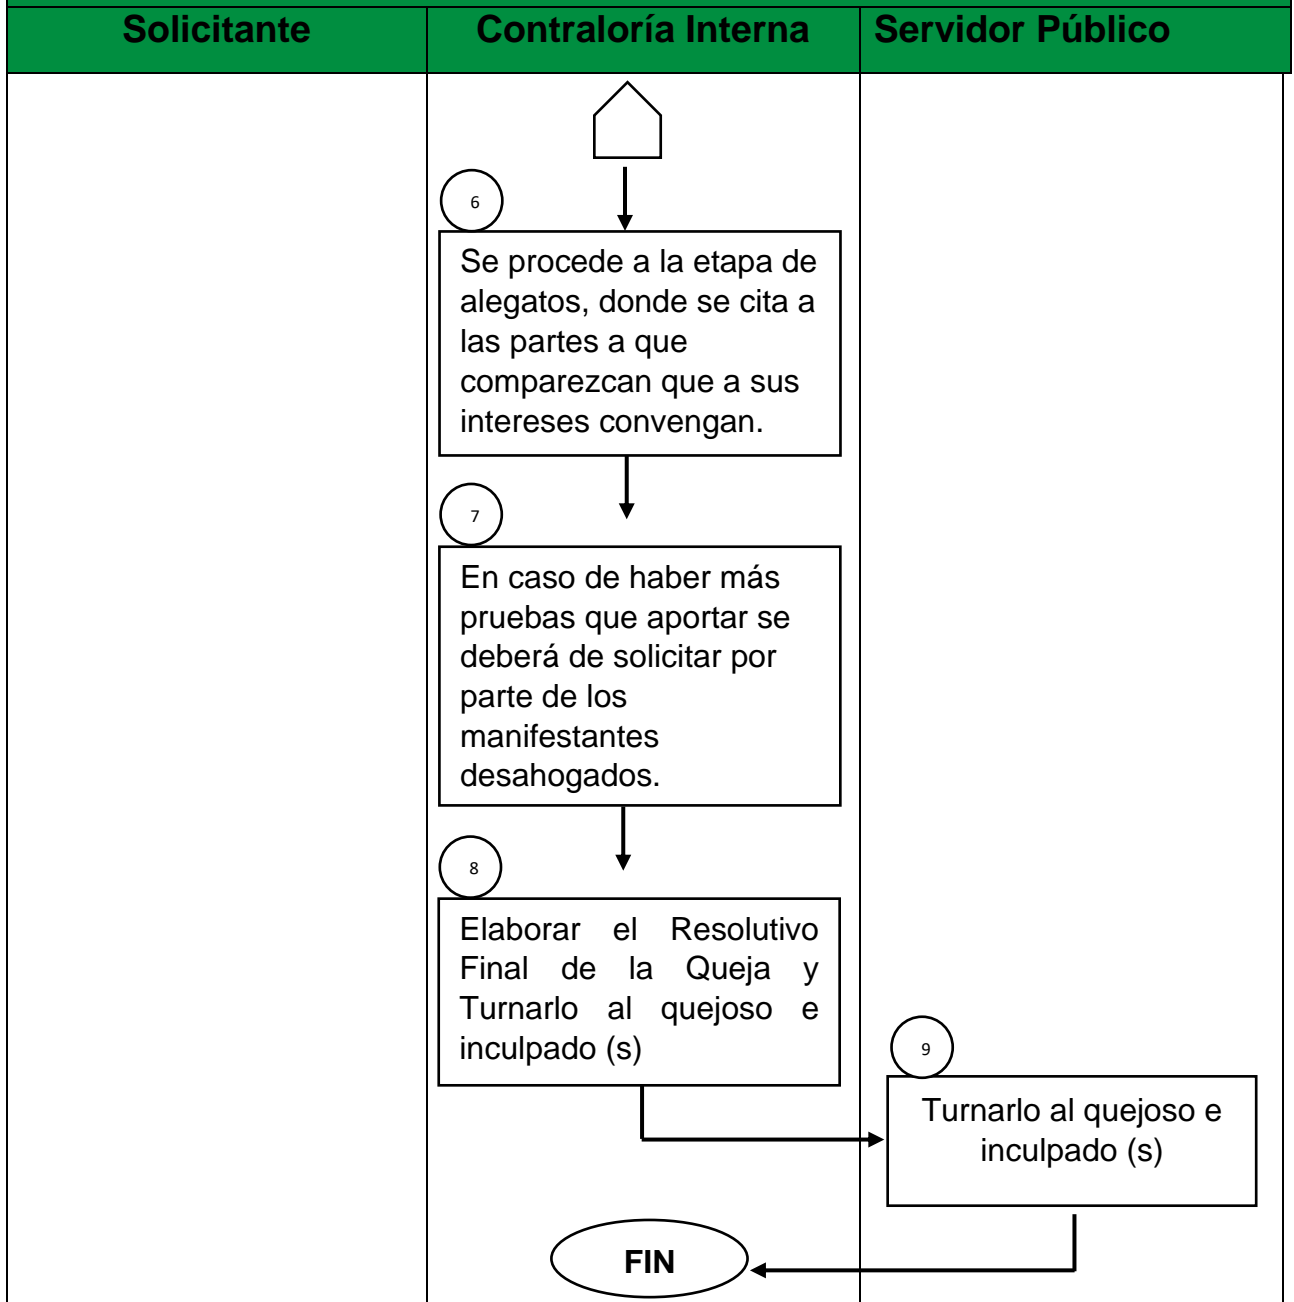 Solicitante
Contraloría Interna
Servidor Público
6
Se procede a la etapa de
alegatos, donde se cita a
las partes a que
comparezcan que a sus
intereses convengan.
7
En caso de haber más
pruebas que aportar se
deberá de solicitar por
parte de los
manifestantes
desahogados.
8
Elaborar el Resolutivo
Final de la Queja y
Turnarlo al quejoso e
inculpado (s)
9
Turnarlo al quejoso e
inculpado (s)
FIN